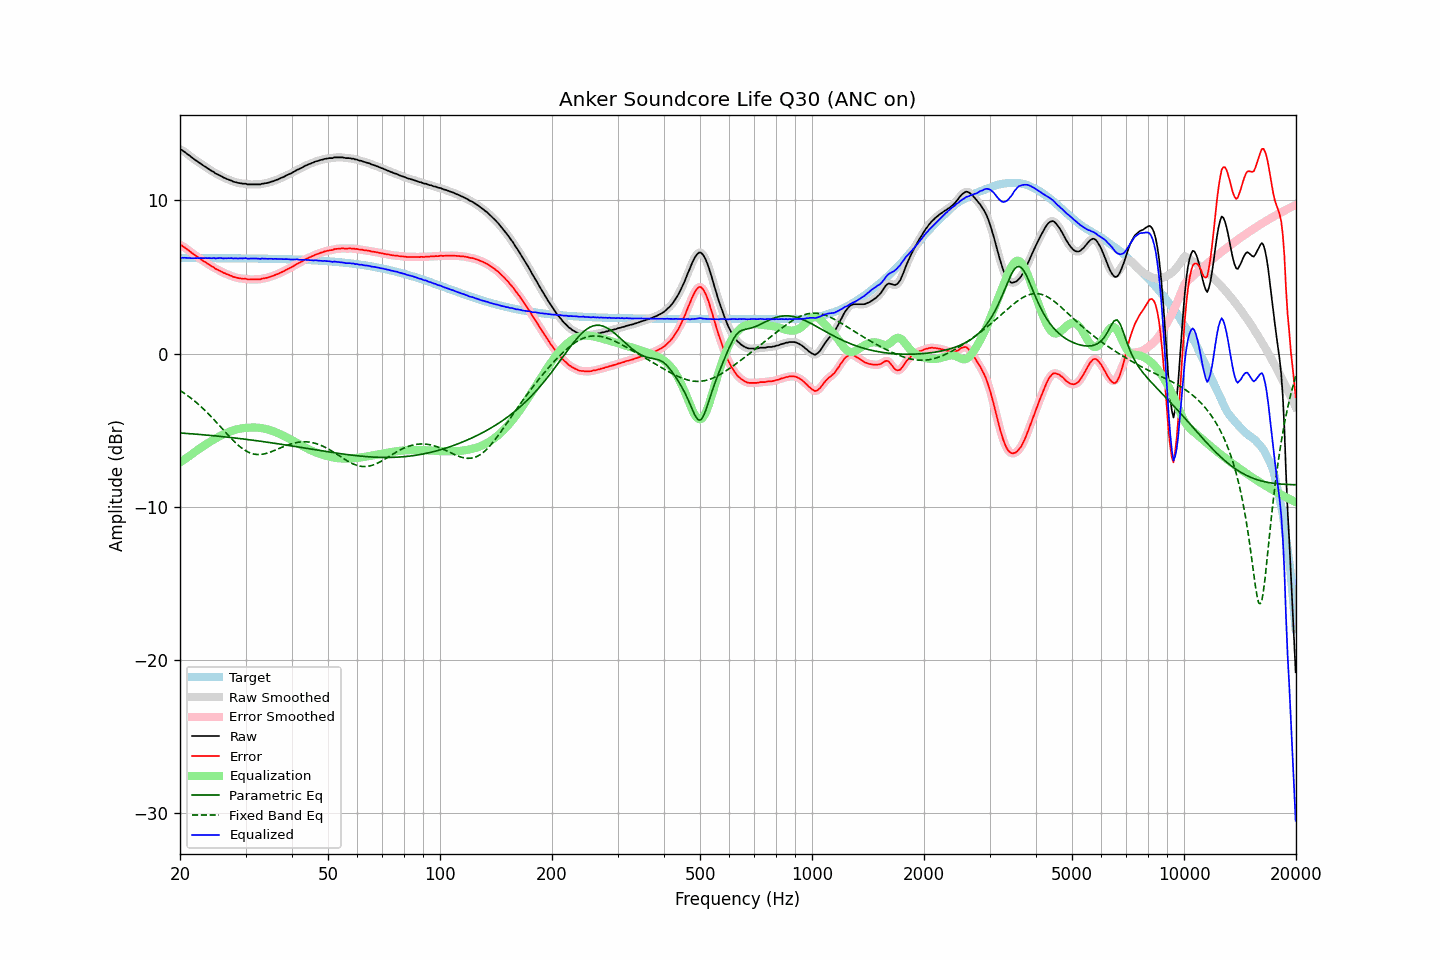 Anker Soundcore Life Q30 (ANC on)
Amplitude (dBr)
10
0
−10
−20
−30
Target
Raw Smoothed
Error Smoothed
Raw
Error
Equalization
Parametric Eq
Fixed Band Eq
Equalized
20 50 100 200 500 1000 2000 5000 10000 20000
Frequency (Hz)